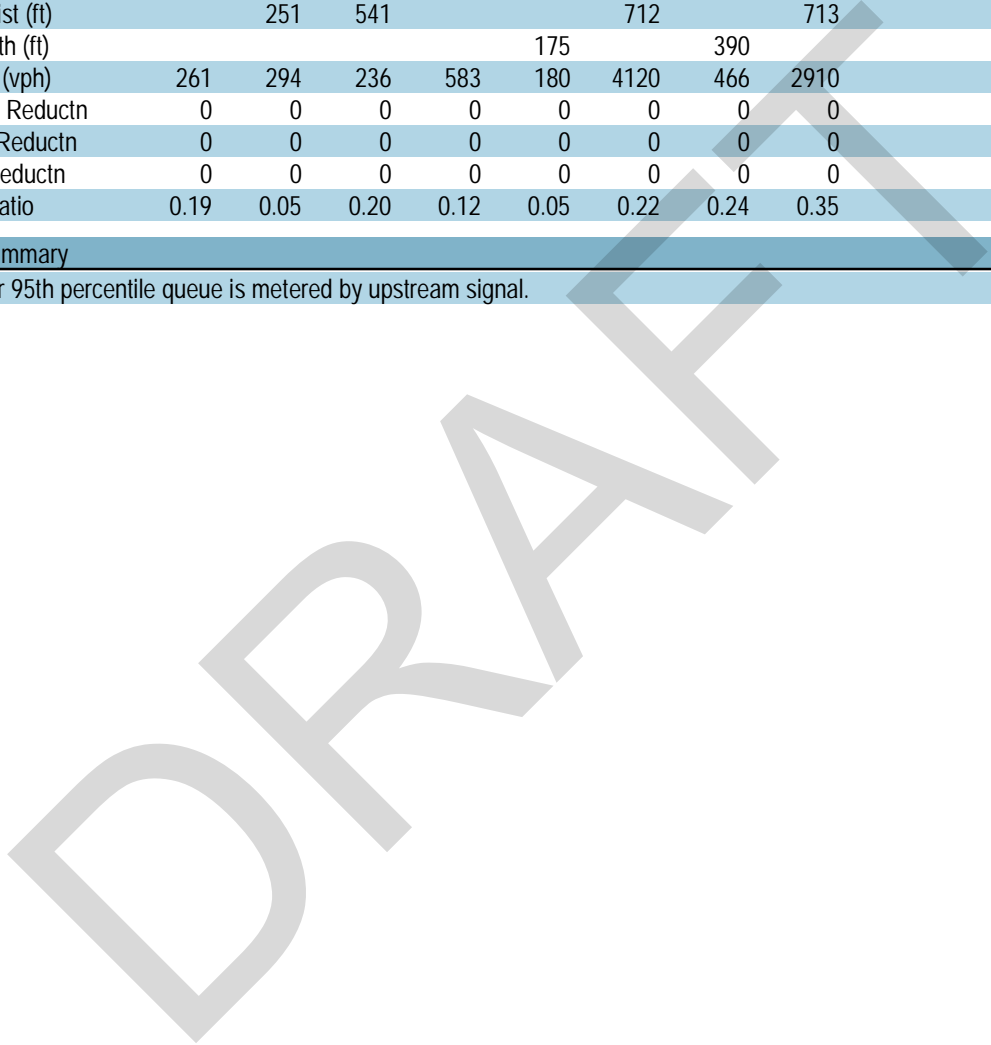 ist (ft) 251 541 712 713
th (ft) 175 390
(vph) 261 294 236 583 180 4120 466 2910
Reductn 0 0 0 0 0 0 0 0
Reductn 0 0 0 0 0 0 0 0
eductn 0 0 0 0 0 0 0 0
atio 0.19 0.05 0.20 0.12 0.05 0.22 0.24 0.35
mmary
r 95th percentile queue is metered by upstream signal.
DRAFT